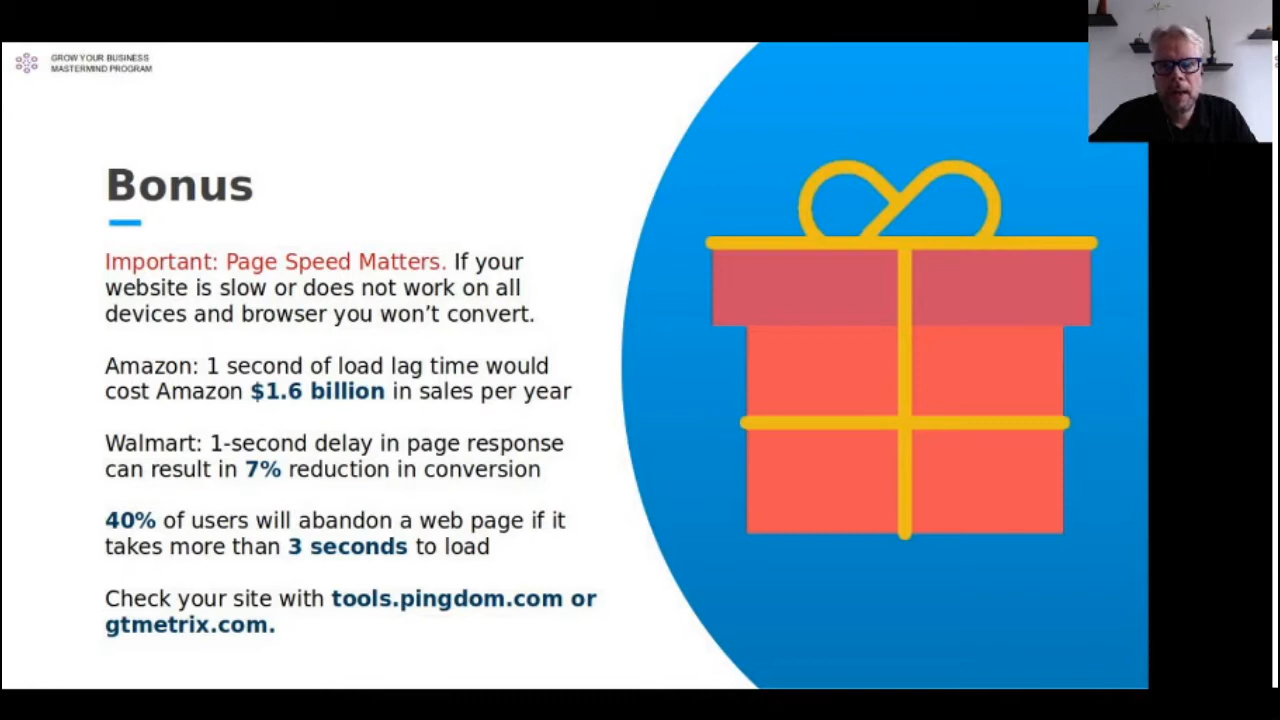 GROW YOUR BUSINESS
MASTERMIND PROGRAM
Bonus
Important: Page Speed Matters. If your
website is slow or does not work on all
devices and browser you won’t convert.
Amazon: 1 second of load lag time would
cost Amazon $1.6 billion in sales per year
Walmart: 1-second delay in page response
can result in 7% reduction in conversion
40% of users will abandon a web page if it
takes more than 3 seconds to load
Check your site with tools.pingdom.com or
gtmetrix.com.